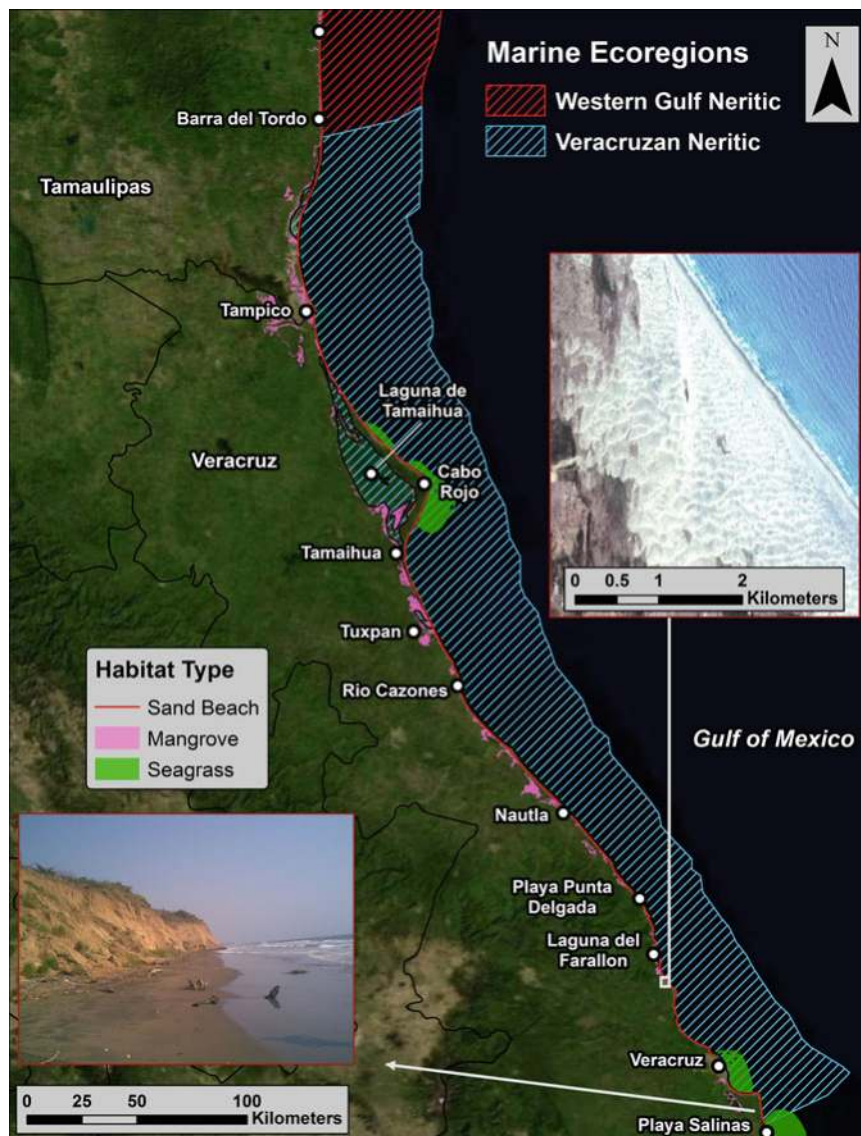 Marine Ecoregions
Western Gulf Neritic
Veracruzan Neritic
N
Barra del Tordo
Tamaulipas
Tampico
Laguna de
Tamaihua
Veracruz
Cabo
Rojo
Tamaihua
0 0.5 1 2
Kilometers
Tuxpan
Habitat Type
Sand Beach
Mangrove
Seagrass
Rio Cazones
Gulf of Mexico
Nautla
Playa Punta
Delgada
Laguna del
Farallon
Veracruz
0 25 50 100
Kilometers
Playa Salinas